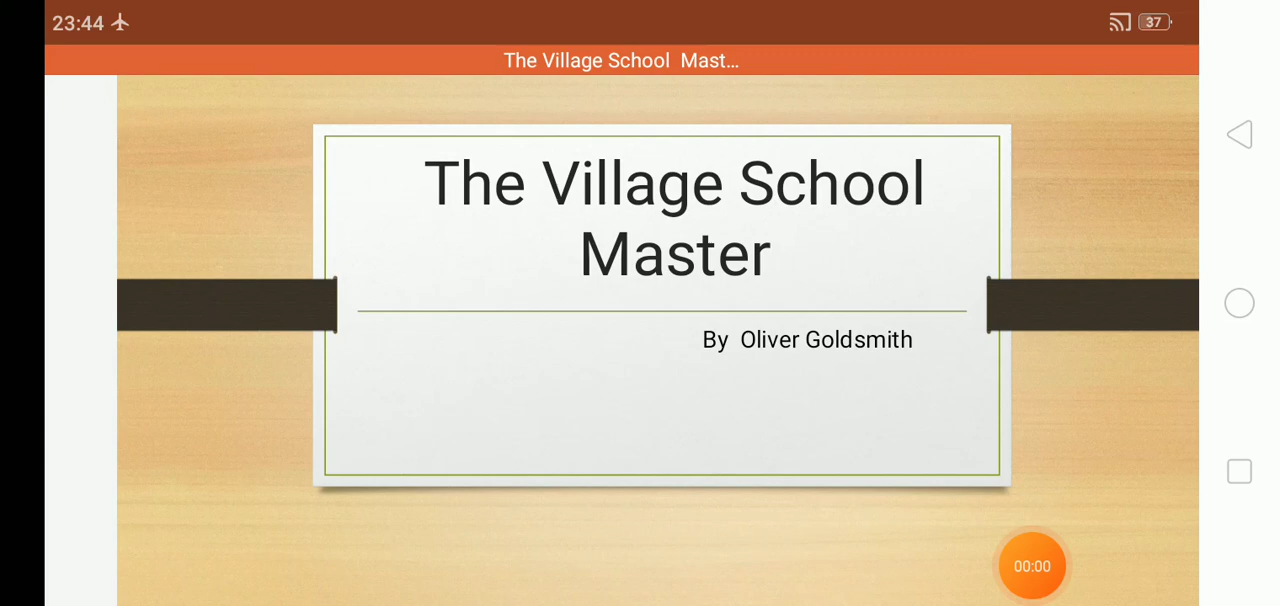 23:44
37
The Village School  Mast...
The Village School
Master
By  Oliver Goldsmith
00:00